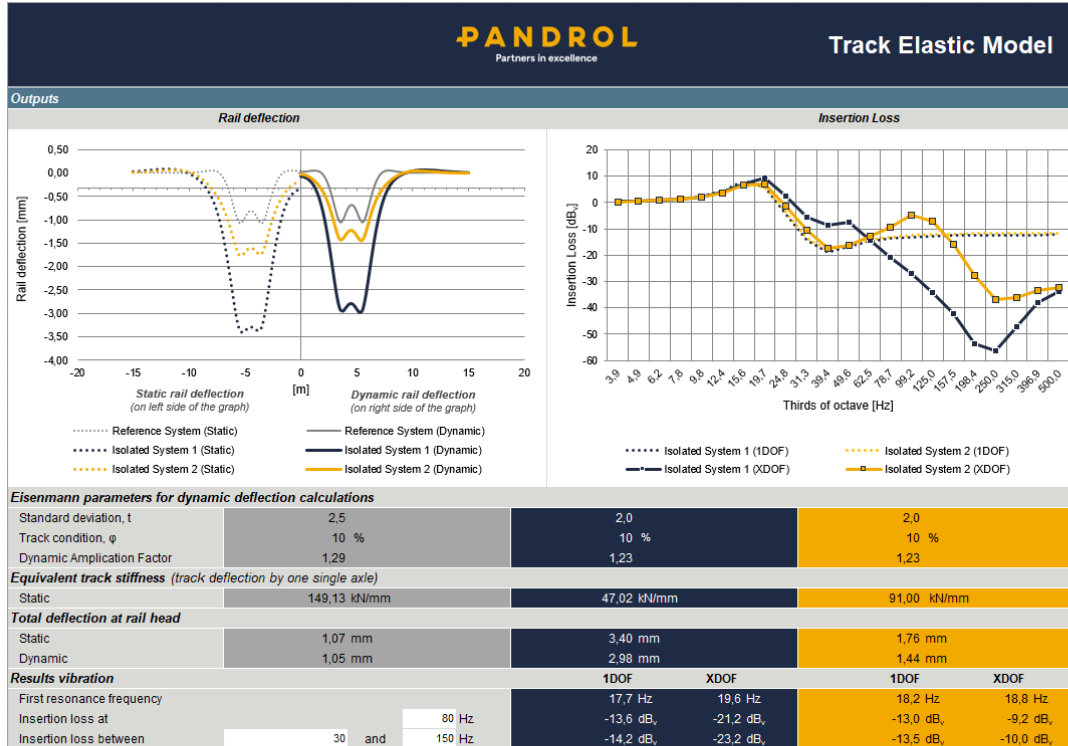 PANDROL
Partners in excellence
Track Elastic Model
Outputs
Rail deflection
Insertion Loss
0,50
0,00
-0,50
-1,00
-1,50
-2,00
-2,50
-3,00
-3,50
-4,00
Rail deflection [mm]
-20 -15 -10 -5 0 5 10 15 20
[m]
Static rail deflection
(on left side of the graph)
Dynamic rail deflection
(on right side of the graph)
Reference System (Static)
Reference System (Dynamic)
Isolated System 1 (Static)
Isolated System 1 (Dynamic)
Isolated System 2 (Static)
Isolated System 2 (Dynamic)
20
10
0
-10
-20
-30
-40
-50
-60
Insertion Loss [dBᵥ]
3,9 4,9 6,2 7,8 9,8 12,4 15,6 19,7 24,8 31,3 39,4 49,6 62,5 78,7 99,2 125,0 157,5 198,4 250,0 315,0 396,9 500,0
Thirds of octave [Hz]
Isolated System 1 (1DOF)
Isolated System 2 (1DOF)
Isolated System 1 (XDOF)
Isolated System 2 (XDOF)
Eisenmann parameters for dynamic deflection calculations
Standard deviation, t 2,5 2,0 2,0
Track condition, φ 10 % 10 % 10 %
Dynamic Amplication Factor 1,29 1,23 1,23
Equivalent track stiffness (track deflection by one single axle)
Static 149,13 kN/mm 47,02 kN/mm 91,00 kN/mm
Total deflection at rail head
Static 1,07 mm 3,40 mm 1,76 mm
Dynamic 1,05 mm 2,98 mm 1,44 mm
Results vibration 1DOF XDOF 1DOF XDOF
First resonance frequency 17,7 Hz 19,6 Hz 18,2 Hz 18,8 Hz
Insertion loss at 80 Hz -13,6 dBᵥ -21,2 dBᵥ -13,0 dBᵥ -9,2 dBᵥ
Insertion loss between 30 and 150 Hz -14,2 dBᵥ -23,2 dBᵥ -13,5 dBᵥ -10,0 dBᵥ